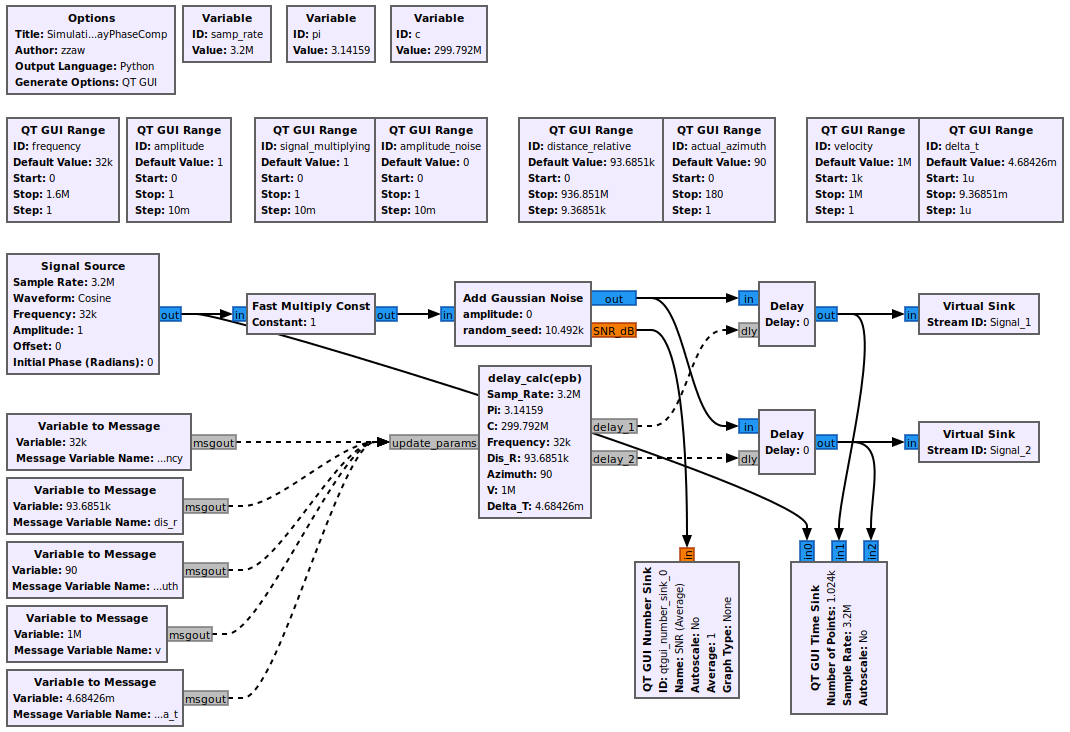 Options
Title: Simulati...ayPhaseComp
Author: zzaw
Output Language: Python
Generate Options: QT GUI
Variable
ID: samp_rate
Value: 3.2M
Variable
ID: pi
Value: 3.14159
Variable
ID: c
Value: 299.792M
QT GUI Range
ID: frequency
Default Value: 32k
Start: 0
Stop: 1.6M
Step: 1
QT GUI Range
ID: amplitude
Default Value: 1
Start: 0
Stop: 1
Step: 10m
QT GUI Range
ID: signal_multiplying
Default Value: 1
Start: 0
Stop: 1
Step: 10m
QT GUI Range
ID: amplitude_noise
Default Value: 0
Start: 0
Stop: 1
Step: 10m
QT GUI Range
ID: distance_relative
Default Value: 93.6851k
Start: 0
Stop: 936.851M
Step: 9.36851k
QT GUI Range
ID: actual_azimuth
Default Value: 90
Start: 0
Stop: 180
Step: 1
QT GUI Range
ID: velocity
Default Value: 1M
Start: 1k
Stop: 1M
Step: 1
QT GUI Range
ID: delta_t
Default Value: 4.68426m
Start: 1u
Stop: 9.36851m
Step: 1u
Signal Source
Sample Rate: 3.2M
Waveform: Cosine
Frequency: 32k
Amplitude: 1
Offset: 0
Initial Phase (Radians): 0
out
in
Fast Multiply Const
Constant: 1
out
in
Add Gaussian Noise
amplitude: 0
random_seed: 10.492k
out
SNR_dB
in
dly
Delay
Delay: 0
out
in
Virtual Sink
Stream ID: Signal_1
update_params
delay_calc(epb)
Samp_Rate: 3.2M
Pi: 3.14159
C: 299.792M
Frequency: 32k
Dis_R: 93.6851k
Azimuth: 90
V: 1M
Delta_T: 4.68426m
delay_1
delay_2
in
dly
Delay
Delay: 0
out
in
Virtual Sink
Stream ID: Signal_2
Variable to Message
Variable: 32k
Message Variable Name: ...ncy
msgout
Variable to Message
Variable: 93.6851k
Message Variable Name: dis_r
msgout
Variable to Message
Variable: 90
Message Variable Name: ...uth
msgout
Variable to Message
Variable: 1M
Message Variable Name: v
msgout
Variable to Message
Variable: 4.68426m
Message Variable Name: ...a_t
msgout
in
QT GUI Number Sink
ID: qtgui_number_sink_0
Name: SNR (Average)
Autoscale: No
Average: 1
Graph Type: None
in0
in1
in2
QT GUI Time Sink
Number of Points: 1.024k
Sample Rate: 3.2M
Autoscale: No